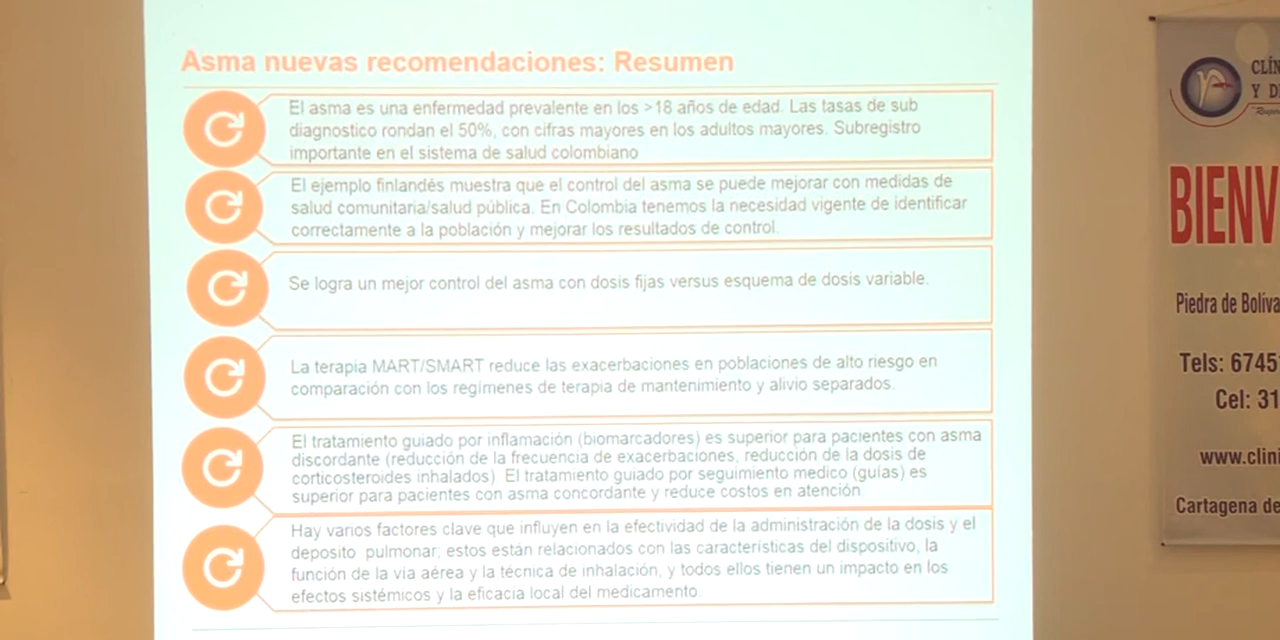 Asma nuevas recomendaciones: Resumen
El asma es una enfermedad prevalente en los >18 años de edad. Las tasas de sub
diagnostico rondan el 50%, con cifras mayores en los adultos mayores. Subregistro
importante en el sistema de salud colombiano
El ejemplo finlandés muestra que el control del asma se puede mejorar con medidas de
salud comunitaria/salud pública. En Colombia tenemos la necesidad vigente de identificar
correctamente a la población y mejorar los resultados de control.
Se logra un mejor control del asma con dosis fijas versus esquema de dosis variable.
La terapia MART/SMART reduce las exacerbaciones en poblaciones de alto riesgo en
comparación con los regímenes de terapia de mantenimiento y alivio separados.
El tratamiento guiado por inflamación (biomarcadores) es superior para pacientes con asma
discordante (reducción de la frecuencia de exacerbaciones, reducción de la dosis de
corticosteroides inhalados). El tratamiento guiado por seguimiento medico (guías) es
superior para pacientes con asma concordante y reduce costos en atención.
Hay varios factores clave que influyen en la efectividad de la administración de la dosis y el
deposito pulmonar; estos están relacionados con las características del dispositivo, la
función de la vía aérea y la técnica de inhalación, y todos ellos tienen un impacto en los
efectos sistémicos y la eficacia local del medicamento.
CLÍN
Y D
BIENV
Piedra de Bolíva
Tels: 6745
Cel: 31
www.clini
Cartagena de